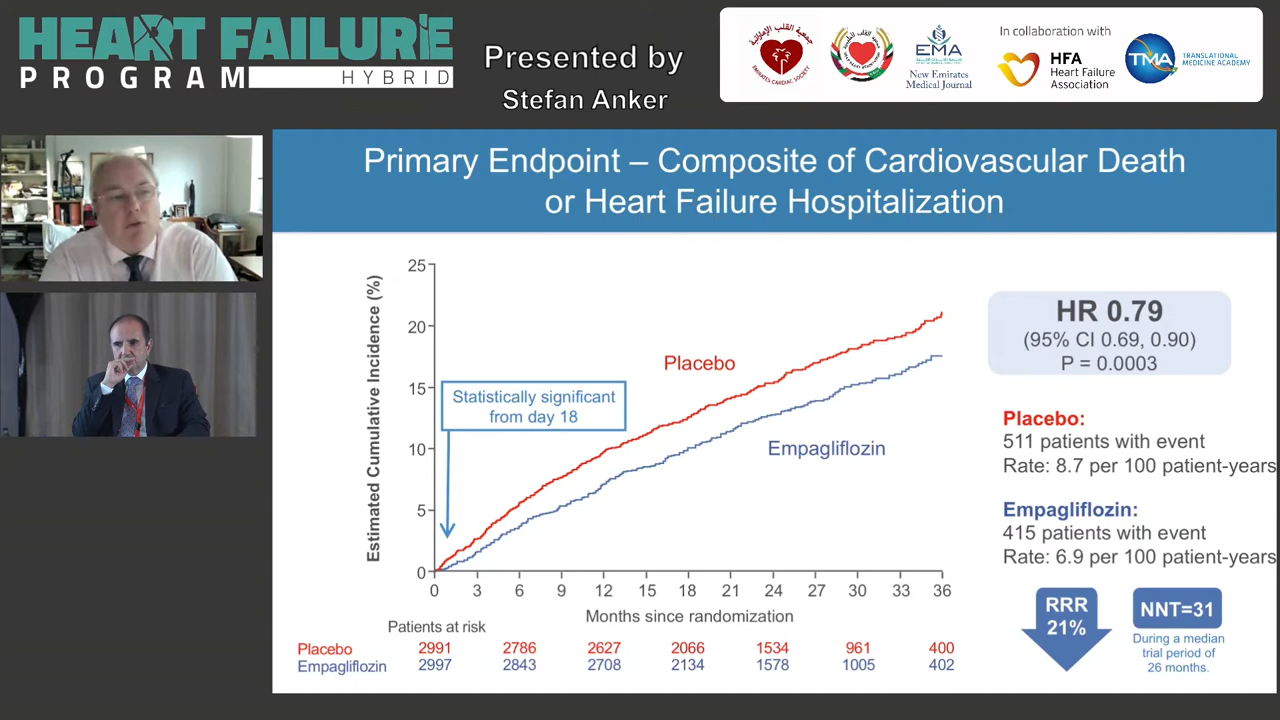 HEART FAILURE
PROGRAM
HYBRID
Presented by
Stefan Anker
جمعية القلب الإماراتية
EMIRATES CARDIAC SOCIETY
EMA
New Emirates
Medical Journal
In collaboration with
HFA
Heart Failure
Association
TMA
TRANSLATIONAL
MEDICINE ACADEMY
Primary Endpoint – Composite of Cardiovascular Death
or Heart Failure Hospitalization
Estimated Cumulative Incidence (%)
25
20
15
10
5
0
Statistically significant
from day 18
Placebo
Empagliflozin
0 3 6 9 12 15 18 21 24 27 30 33 36
Months since randomization
Patients at risk
Placebo 2991 2786 2627 2066 1534 961 400
Empagliflozin 2997 2843 2708 2134 1578 1005 402
HR 0.79
(95% CI 0.69, 0.90)
P = 0.0003
Placebo:
511 patients with event
Rate: 8.7 per 100 patient-years
Empagliflozin:
415 patients with event
Rate: 6.9 per 100 patient-years
RRR
21%
NNT=31
During a median
trial period of
26 months.